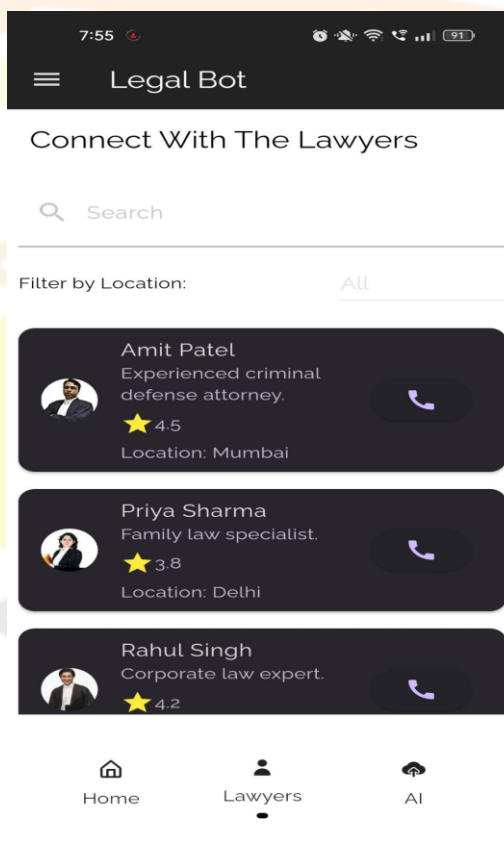 7:55
91
Legal Bot
Connect With The Lawyers
Search
Filter by Location:
All
Amit Patel
Experienced criminal
defense attorney.
4.5
Location: Mumbai
Priya Sharma
Family law specialist.
3.8
Location: Delhi
Rahul Singh
Corporate law expert.
4.2
Home
Lawyers
AI